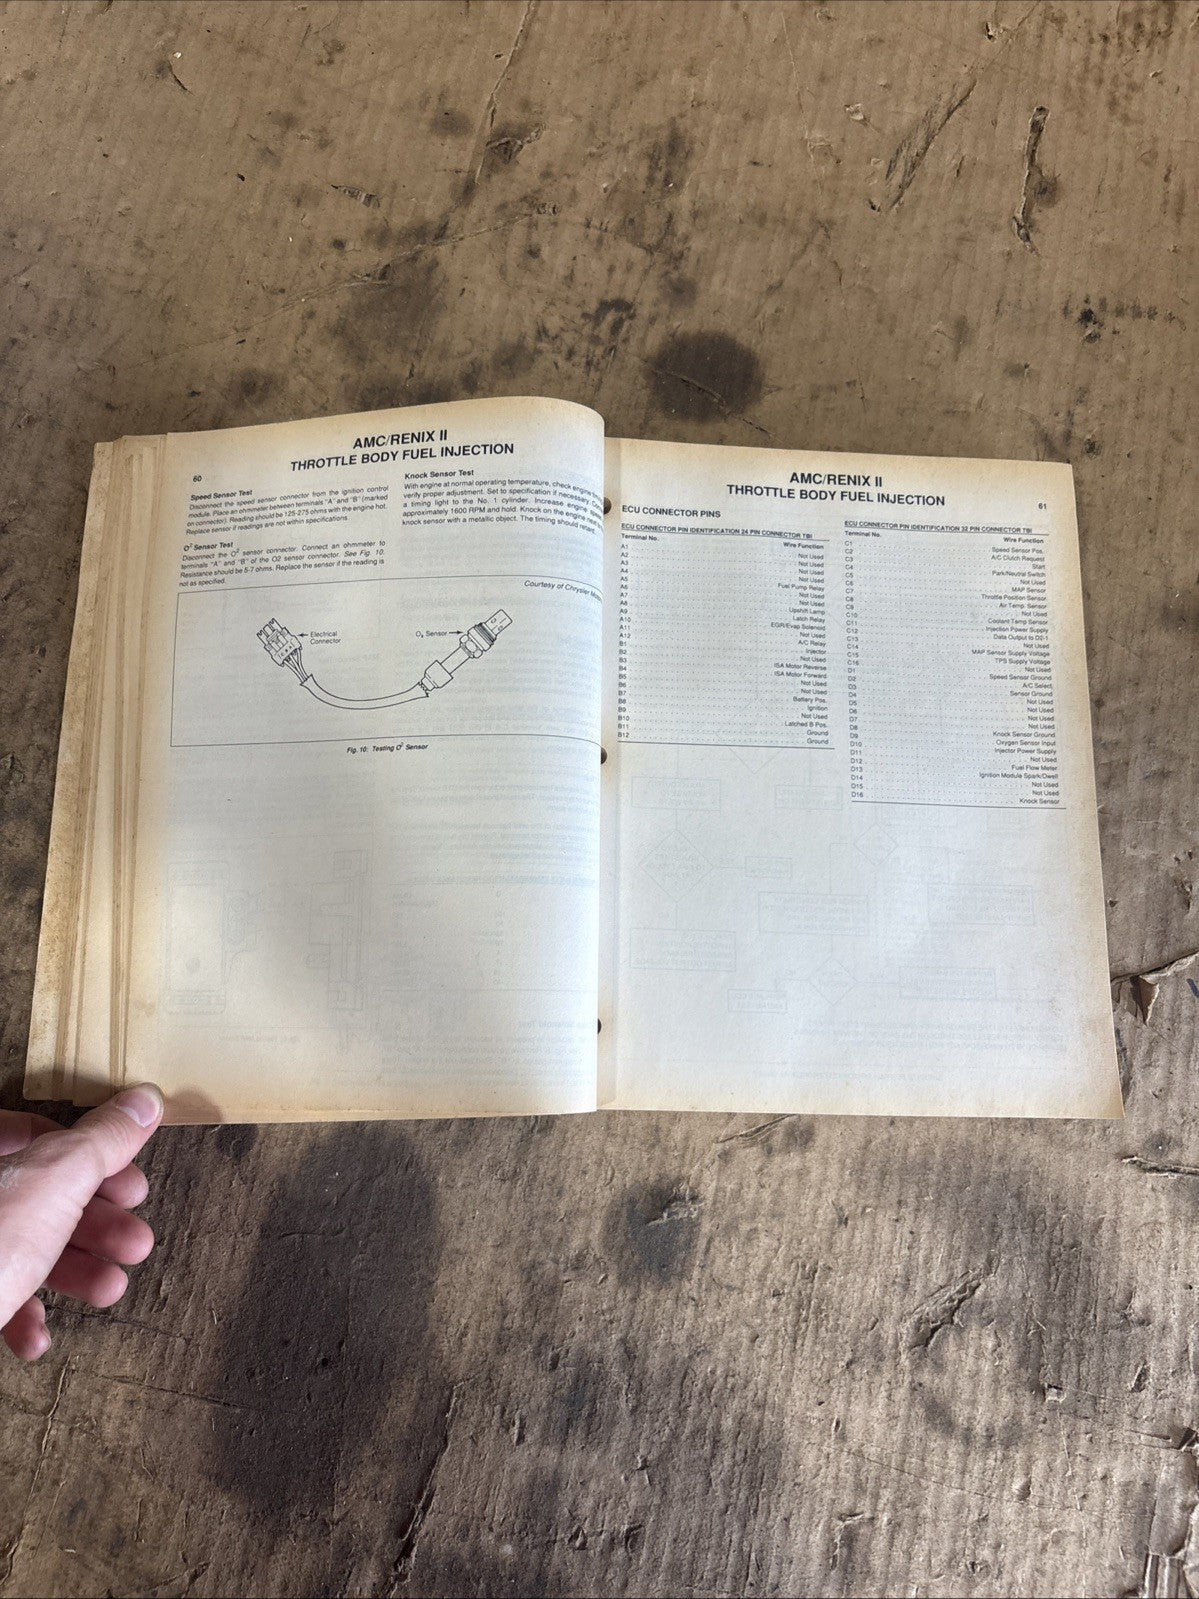 AMC/RENIX II
THROTTLE BODY FUEL INJECTION
60
Speed Sensor Test
Disconnect the speed sensor connector from the ignition control
module. Place an ohmmeter between terminals "A" and "B" (marked
on connector). Reading should be 125-275 ohms with the engine hot.
Replace sensor if readings are not within specifications.
O² Sensor Test
Disconnect the O² sensor connector. Connect an ohmmeter to
terminals "A" and "B" of the O2 sensor connector. See Fig. 10.
Resistance should be 5-7 ohms. Replace the sensor if the reading is
not as specified.
Knock Sensor Test
With engine at normal operating temperature, check engine
verify proper adjustment. Set to specification if necessary.
a timing light to the No. 1 cylinder. Increase engine
approximately 1600 RPM and hold. Knock on the engine
knock sensor with a metallic object. The timing should retard.
Courtesy of Chrysler
Electrical
Connector
O₂ Sensor
Fig. 10: Testing O² Sensor
AMC/RENIX II
THROTTLE BODY FUEL INJECTION
61
ECU CONNECTOR PINS
ECU CONNECTOR PIN IDENTIFICATION 24 PIN CONNECTOR TBI
Terminal No. Wire Function
A1 Not Used
A2 Not Used
A3 Not Used
A4 Not Used
A5 Fuel Pump Relay
A6 Not Used
A7 Not Used
A8 Upshift Lamp
A9 Latch Relay
A10 EGR/Evap Solenoid
A11 Not Used
A12 A/C Relay
B1 Injector
B2 Not Used
B3 ISA Motor Reverse
B4 ISA Motor Forward
B5 Not Used
B6 Not Used
B7 Battery Pos.
B8 Ignition
B9 Not Used
B10 Latched B Pos.
B11 Ground
B12 Ground
ECU CONNECTOR PIN IDENTIFICATION 32 PIN CONNECTOR TBI
Terminal No. Wire Function
C1 Speed Sensor Pos.
C2 A/C Clutch Request
C3 Start
C4 Park/Neutral Switch
C5 Not Used
C6 MAP Sensor
C7 Throttle Position Sensor
C8 Air Temp. Sensor
C9 Not Used
C10 Coolant Temp Sensor
C11 Injection Power Supply
C12 Data Output to D2-1
C13 Not Used
C14 MAP Sensor Supply Voltage
C15 TPS Supply Voltage
C16 Not Used
D1 Speed Sensor Ground
D2 A/C Select
D3 Sensor Ground
D4 Not Used
D5 Not Used
D6 Not Used
D7 Not Used
D8 Knock Sensor Ground
D9 Oxygen Sensor Input
D10 Injector Power Supply
D11 Not Used
D12 Fuel Flow Meter
D13 Ignition Module Spark/Dwell
D14 Not Used
D15 Not Used
D16 Knock Sensor